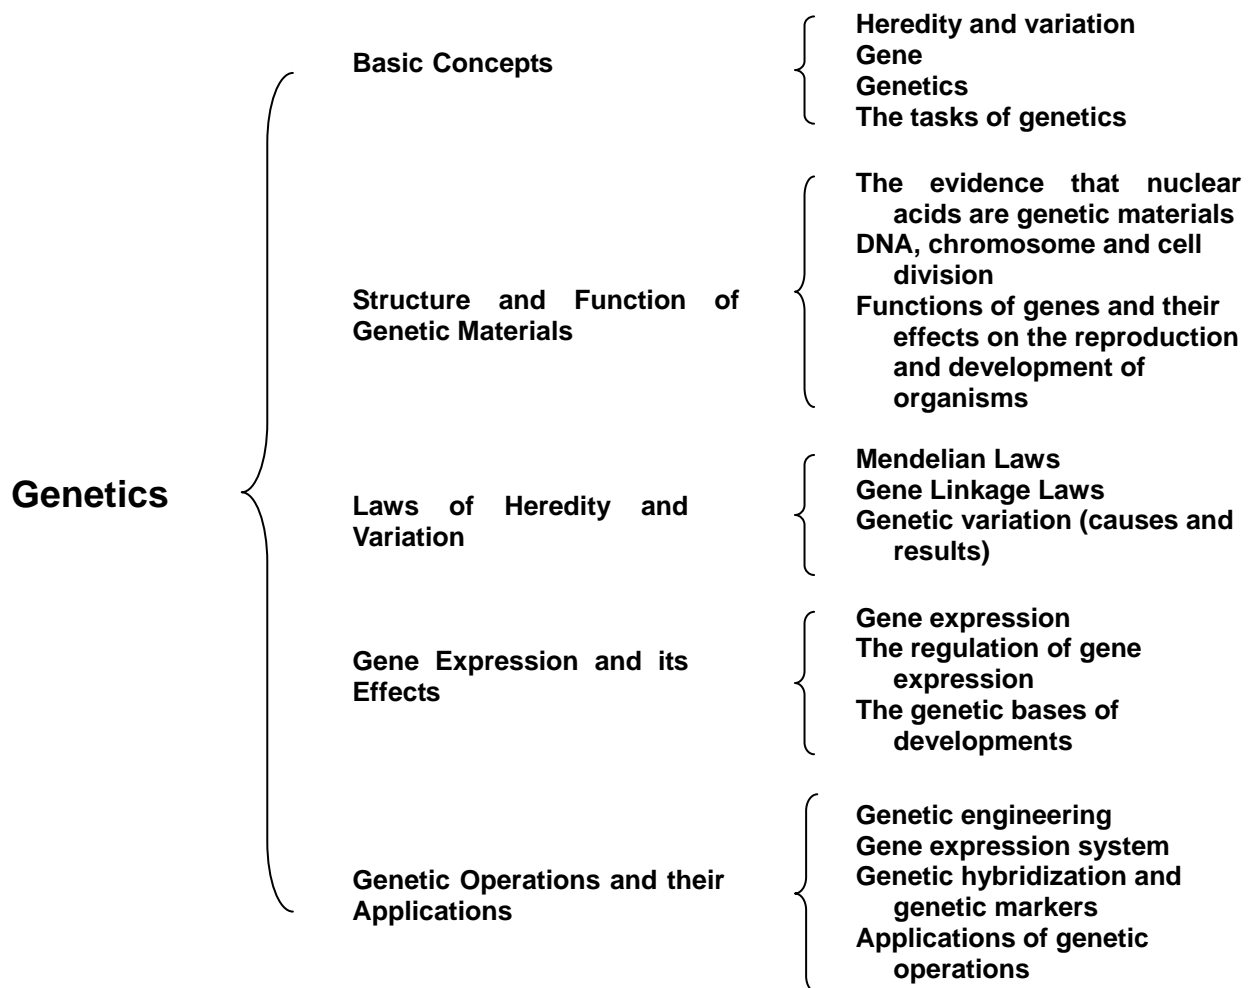 Genetics
Basic Concepts
Heredity and variation
Gene
Genetics
The tasks of genetics
Structure and Function of
Genetic Materials
The evidence that nuclear
acids are genetic materials
DNA, chromosome and cell
division
Functions of genes and their
effects on the reproduction
and development of
organisms
Laws of Heredity and
Variation
Mendelian Laws
Gene Linkage Laws
Genetic variation (causes and
results)
Gene Expression and its
Effects
Gene expression
The regulation of gene
expression
The genetic bases of
developments
Genetic Operations and their
Applications
Genetic engineering
Gene expression system
Genetic hybridization and
genetic markers
Applications of genetic
operations